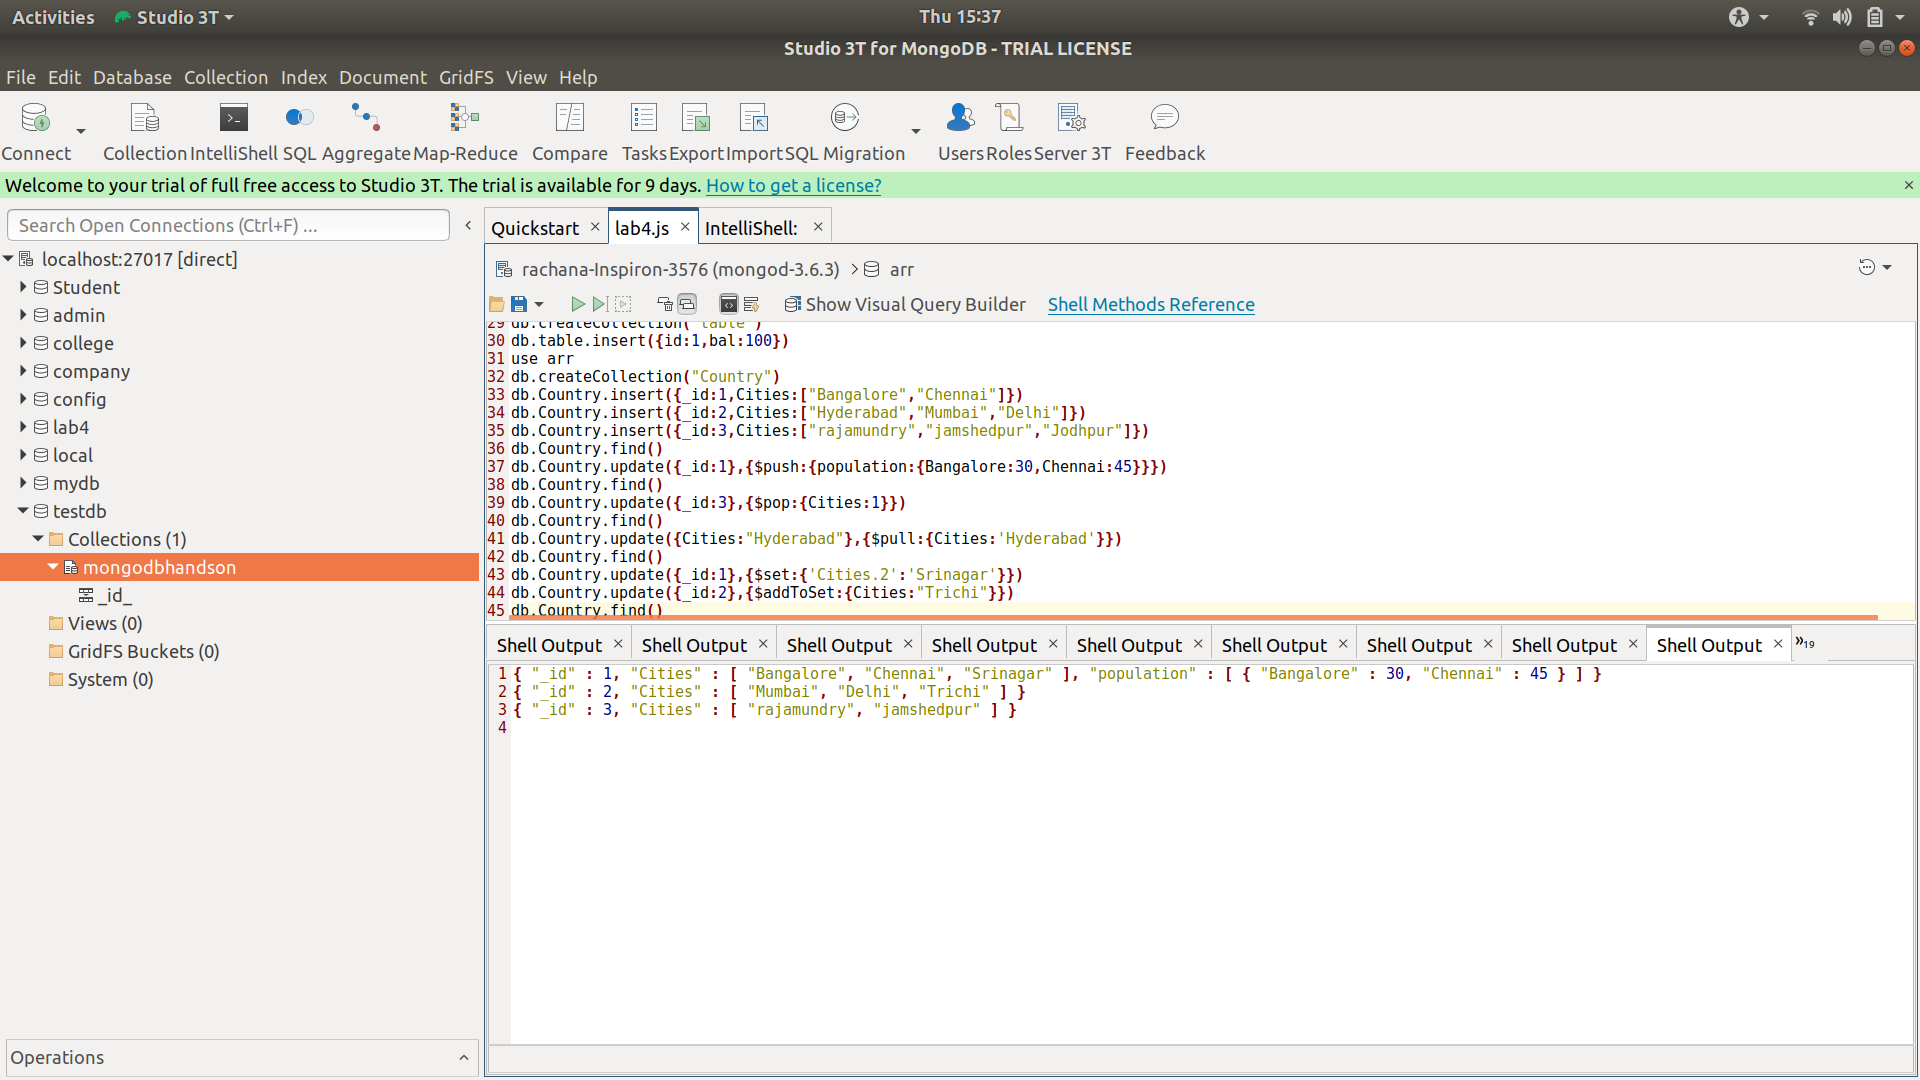 Activities Studio 3T Thu 15:37
Studio 3T for MongoDB - TRIAL LICENSE
File Edit Database Collection Index Document GridFS View Help
Connect Collection IntelliShell SQL Aggregate Map-Reduce Compare Tasks Export Import SQL Migration Users Roles Server 3T Feedback
Welcome to your trial of full free access to Studio 3T. The trial is available for 9 days. How to get a license?
Search Open Connections (Ctrl+F) ...
localhost:27017 [direct]
Student
admin
college
company
config
lab4
local
mydb
testdb
Collections (1)
mongodbhandson
_id_
Views (0)
GridFS Buckets (0)
System (0)
Operations
Quickstart lab4.js IntelliShell:
rachana-Inspiron-3576 (mongod-3.6.3) arr
Show Visual Query Builder Shell Methods Reference
29 db.createCollection("table")
30 db.table.insert({id:1,bal:100})
31 use arr
32 db.createCollection("Country")
33 db.Country.insert({_id:1,Cities:["Bangalore","Chennai"]})
34 db.Country.insert({_id:2,Cities:["Hyderabad","Mumbai","Delhi"]})
35 db.Country.insert({_id:3,Cities:["rajamundry","jamshedpur","Jodhpur"]})
36 db.Country.find()
37 db.Country.update({_id:1},{$push:{population:{Bangalore:30,Chennai:45}}})
38 db.Country.find()
39 db.Country.update({_id:3},{$pop:{Cities:1}})
40 db.Country.find()
41 db.Country.update({Cities:"Hyderabad"},{$pull:{Cities:'Hyderabad'}})
42 db.Country.find()
43 db.Country.update({_id:1},{$set:{'Cities.2':'Srinagar'}})
44 db.Country.update({_id:2},{$addToSet:{Cities:"Trichi"}})
45 db.Country.find()
Shell Output Shell Output Shell Output Shell Output Shell Output Shell Output Shell Output Shell Output Shell Output »19
1 { "_id" : 1, "Cities" : [ "Bangalore", "Chennai", "Srinagar" ], "population" : [ { "Bangalore" : 30, "Chennai" : 45 } ] }
2 { "_id" : 2, "Cities" : [ "Mumbai", "Delhi", "Trichi" ] }
3 { "_id" : 3, "Cities" : [ "rajamundry", "jamshedpur" ] }
4